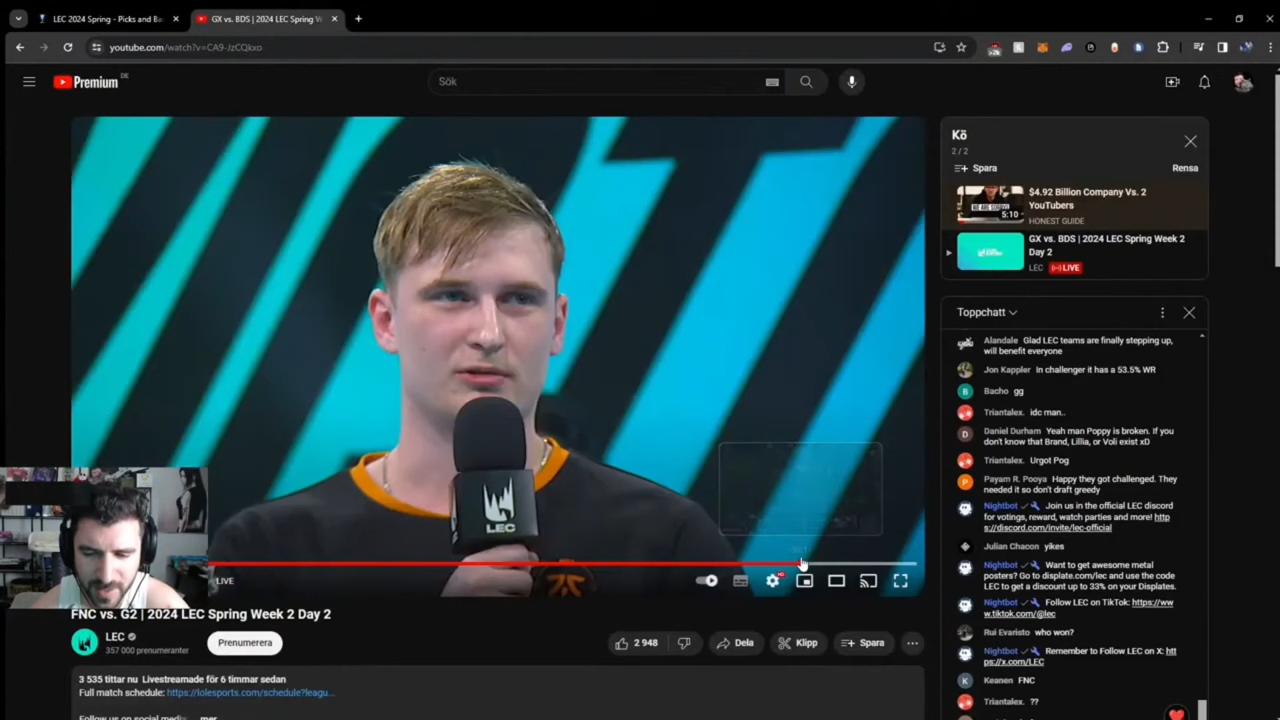 LEC 2024 Spring - Picks and Ba
GX vs. BDS | 2024 LEC Spring W
youtube.com/watch?v=CA9-JzCQkxo
Premium DE
Sök
Kö
2 / 2
Spara
Rensa
$4.92 Billion Company Vs. 2
YouTubers
HONEST GUIDE
5:10
GX vs. BDS | 2024 LEC Spring Week 2
Day 2
LEC LIVE
Toppchatt
Alandale Glad LEC teams are finally stepping up,
will benefit everyone
Jon Kappler In challenger it has a 53.5% WR
Bacho gg
Triantalex. idc man..
Daniel Durham Yeah man Poppy is broken. If you
don't know that Brand, Lillia, or Voli exist xD
Triantalex. Urgot Pog
Payam R. Pooya Happy they got challenged. They
needed it so don't draft greedy
Nightbot Join us in the official LEC discord
for votings, reward, watch parties and more! http
s://discord.com/invite/lec-official
Julian Chacon yikes
Nightbot Want to get awesome metal
posters? Go to displate.com/lec and use the code
LEC to get a discount up to 33% on your Displates.
Nightbot Follow LEC on TikTok: https://ww
w.tiktok.com/@lec
Rui Evaristo who won?
Nightbot Remember to Follow LEC on X: htt
ps://x.com/LEC
Keanen FNC
Triantalex. ??
LEC
LIVE
HD
FNC vs. G2 | 2024 LEC Spring Week 2 Day 2
LEC
357 000 prenumeranter
Prenumerera
2 948
Dela
Klipp
Spara
3 535 tittar nu Livestreamade för 6 timmar sedan
Full match schedule: https://lolesports.com/schedule?leagu...
Follow us on social media
...mer